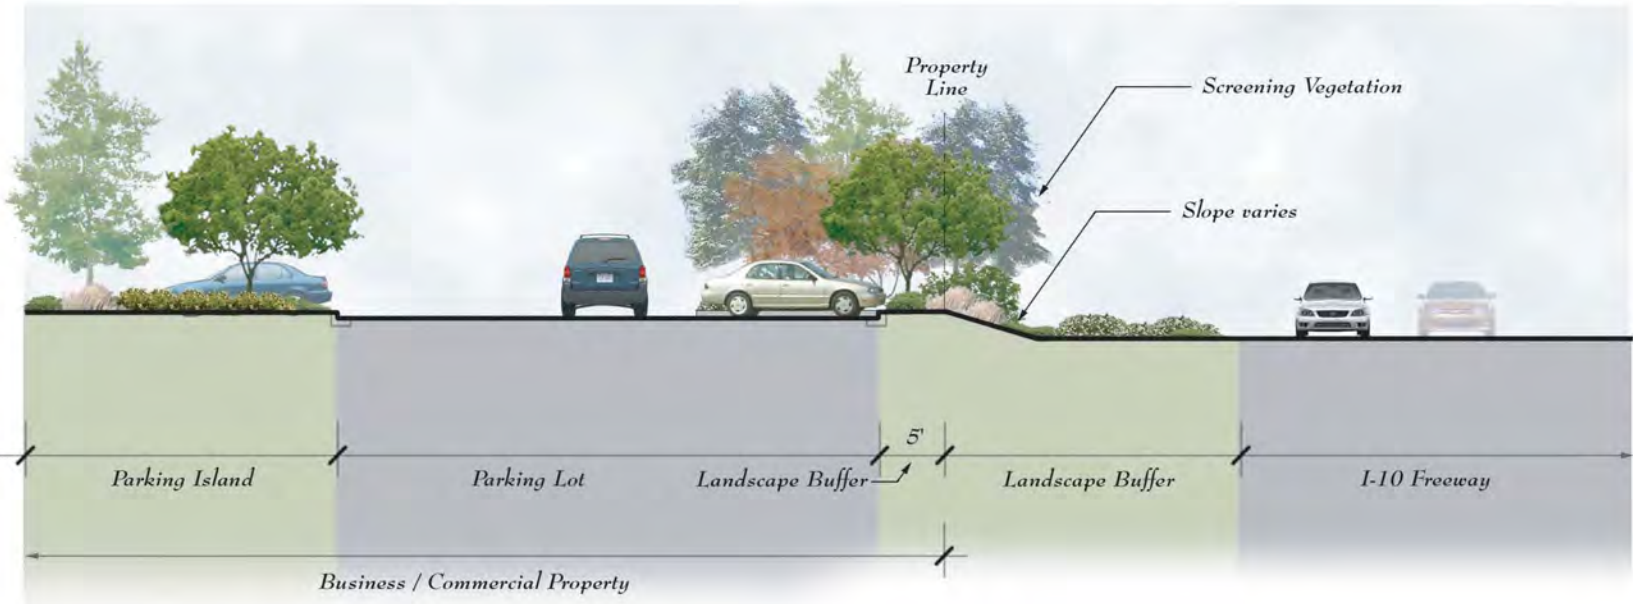 Property
Line
Screening Vegetation
Slope varies
5'
Parking Island
Parking Lot
Landscape Buffer
Landscape Buffer
I-10 Freeway
Business / Commercial Property